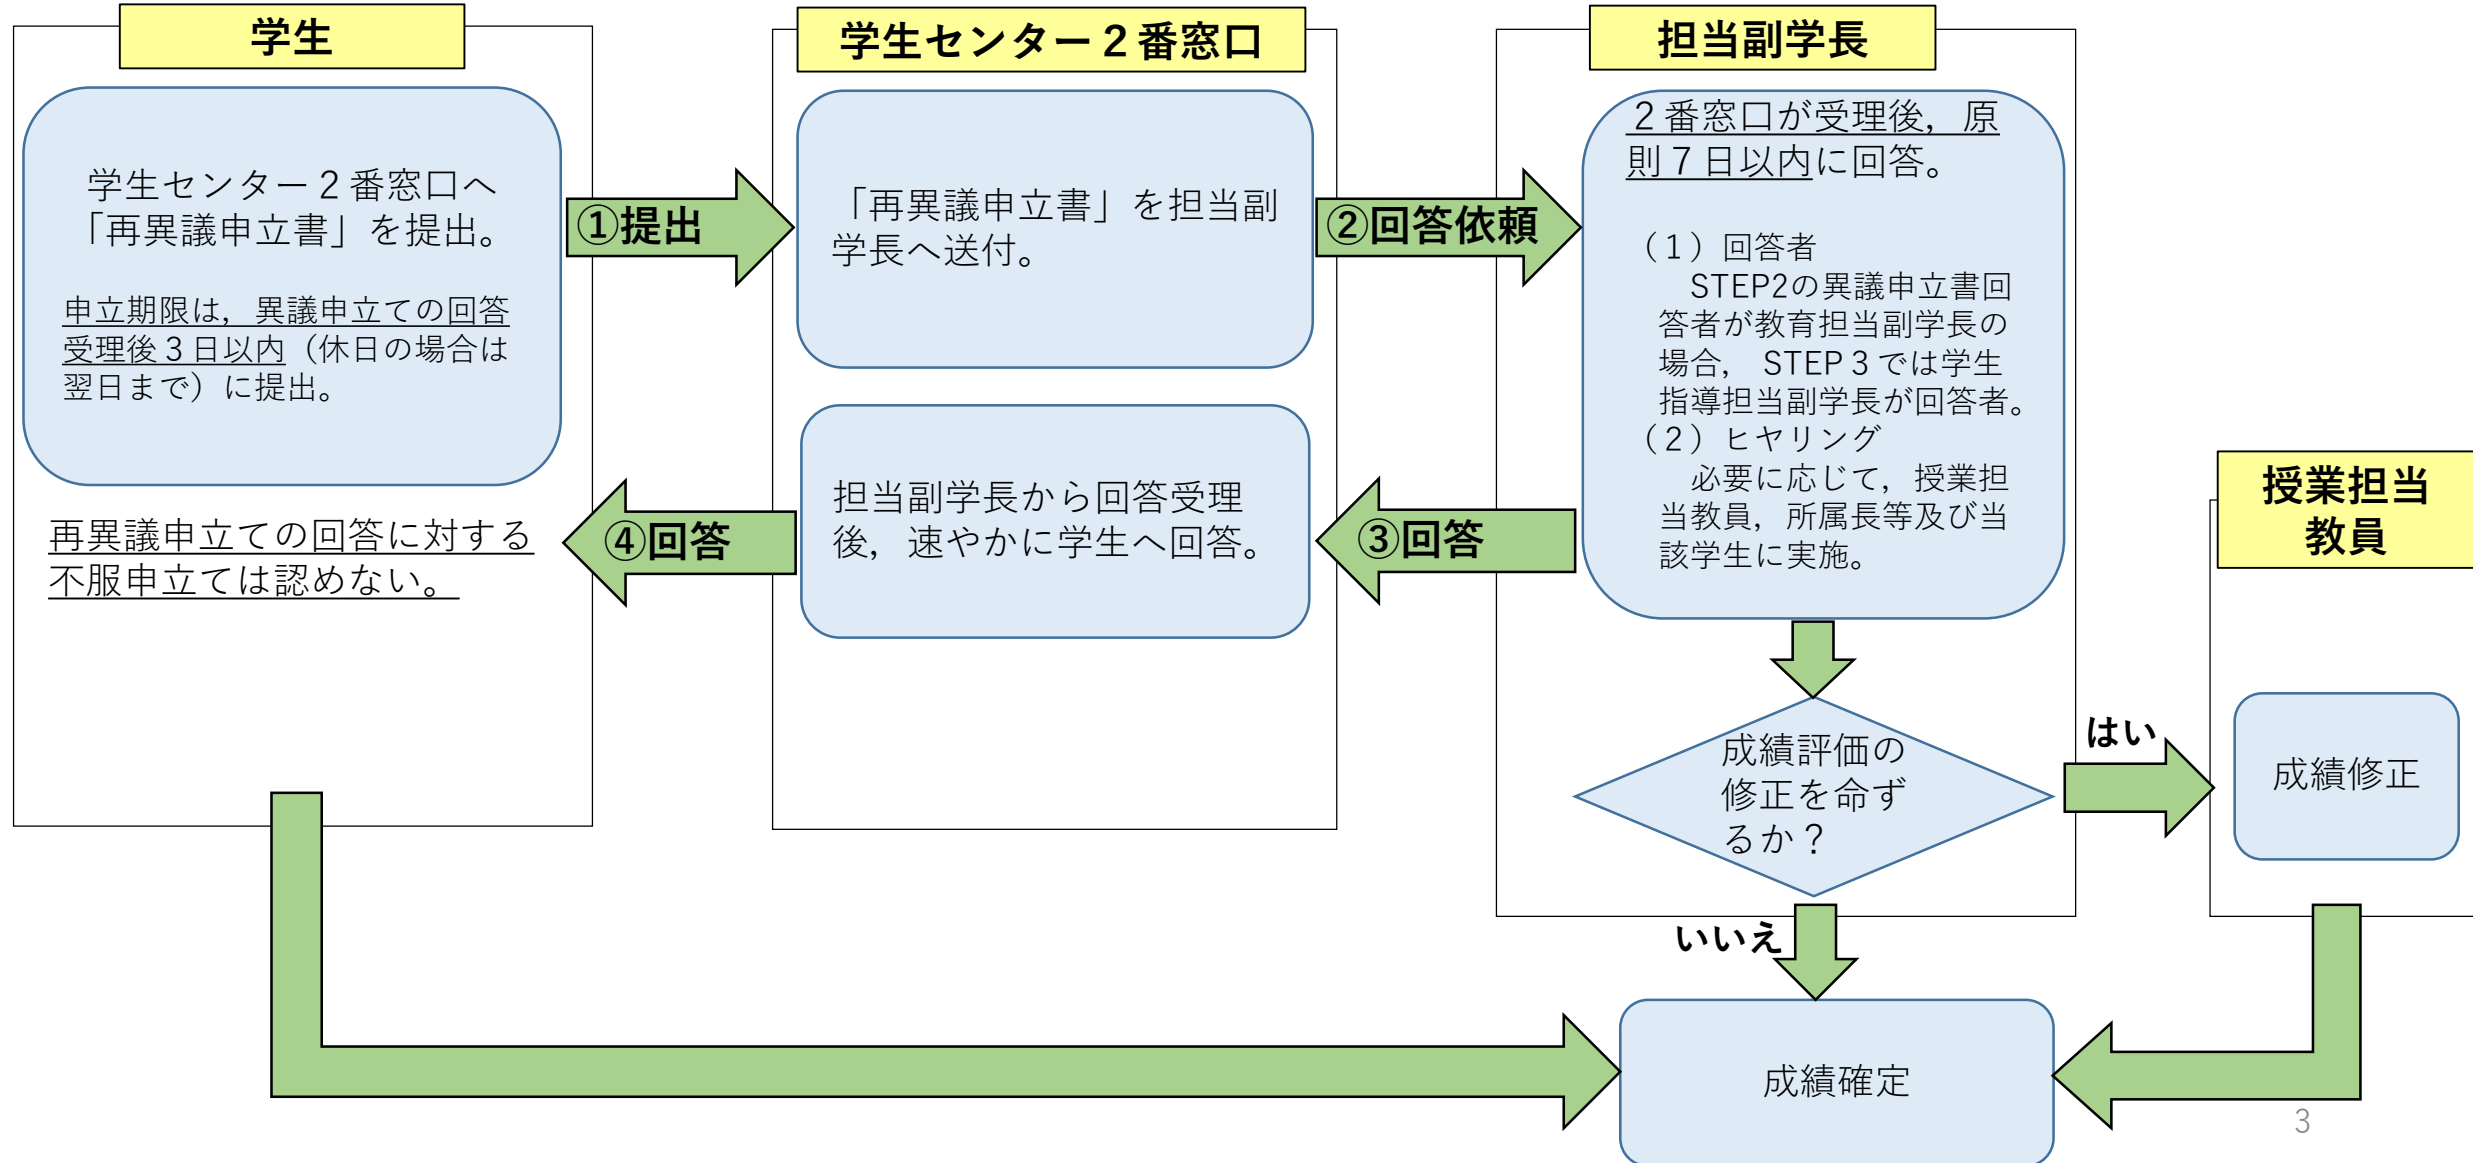 学生
学生センター２番窓口へ
「再異議申立書」を提出。
申立期限は，異議申立ての回答
受理後３日以内（休日の場合は
翌日まで）に提出。
再異議申立ての回答に対する
不服申立ては認めない。
①提出
④回答
学生センター２番窓口
「再異議申立書」を担当副
学長へ送付。
担当副学長から回答受理
後，速やかに学生へ回答。
②回答依頼
③回答
担当副学長
２番窓口が受理後，原
則７日以内に回答。
（１）回答者
STEP2の異議申立書回
答者が教育担当副学長の
場合， STEP３では学生
指導担当副学長が回答者。
（２）ヒヤリング
必要に応じて，授業担
当教員，所属長等及び当
該学生に実施。
成績評価の
修正を命ず
るか？
はい
いいえ
授業担当
教員
成績修正
成績確定
3